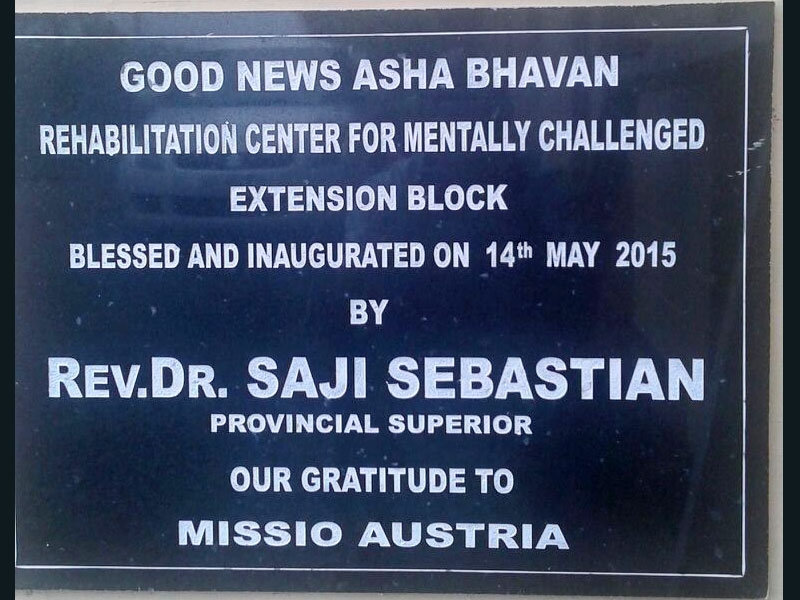 GOOD NEWS ASHA BHAVAN
REHABILITATION CENTER FOR MENTALLY CHALLENGED
EXTENSION BLOCK
BLESSED AND INAUGURATED ON 14th MAY 2015
BY
REV.DR. SAJI SEBASTIAN
PROVINCIAL SUPERIOR
OUR GRATITUDE TO
MISSIO AUSTRIA